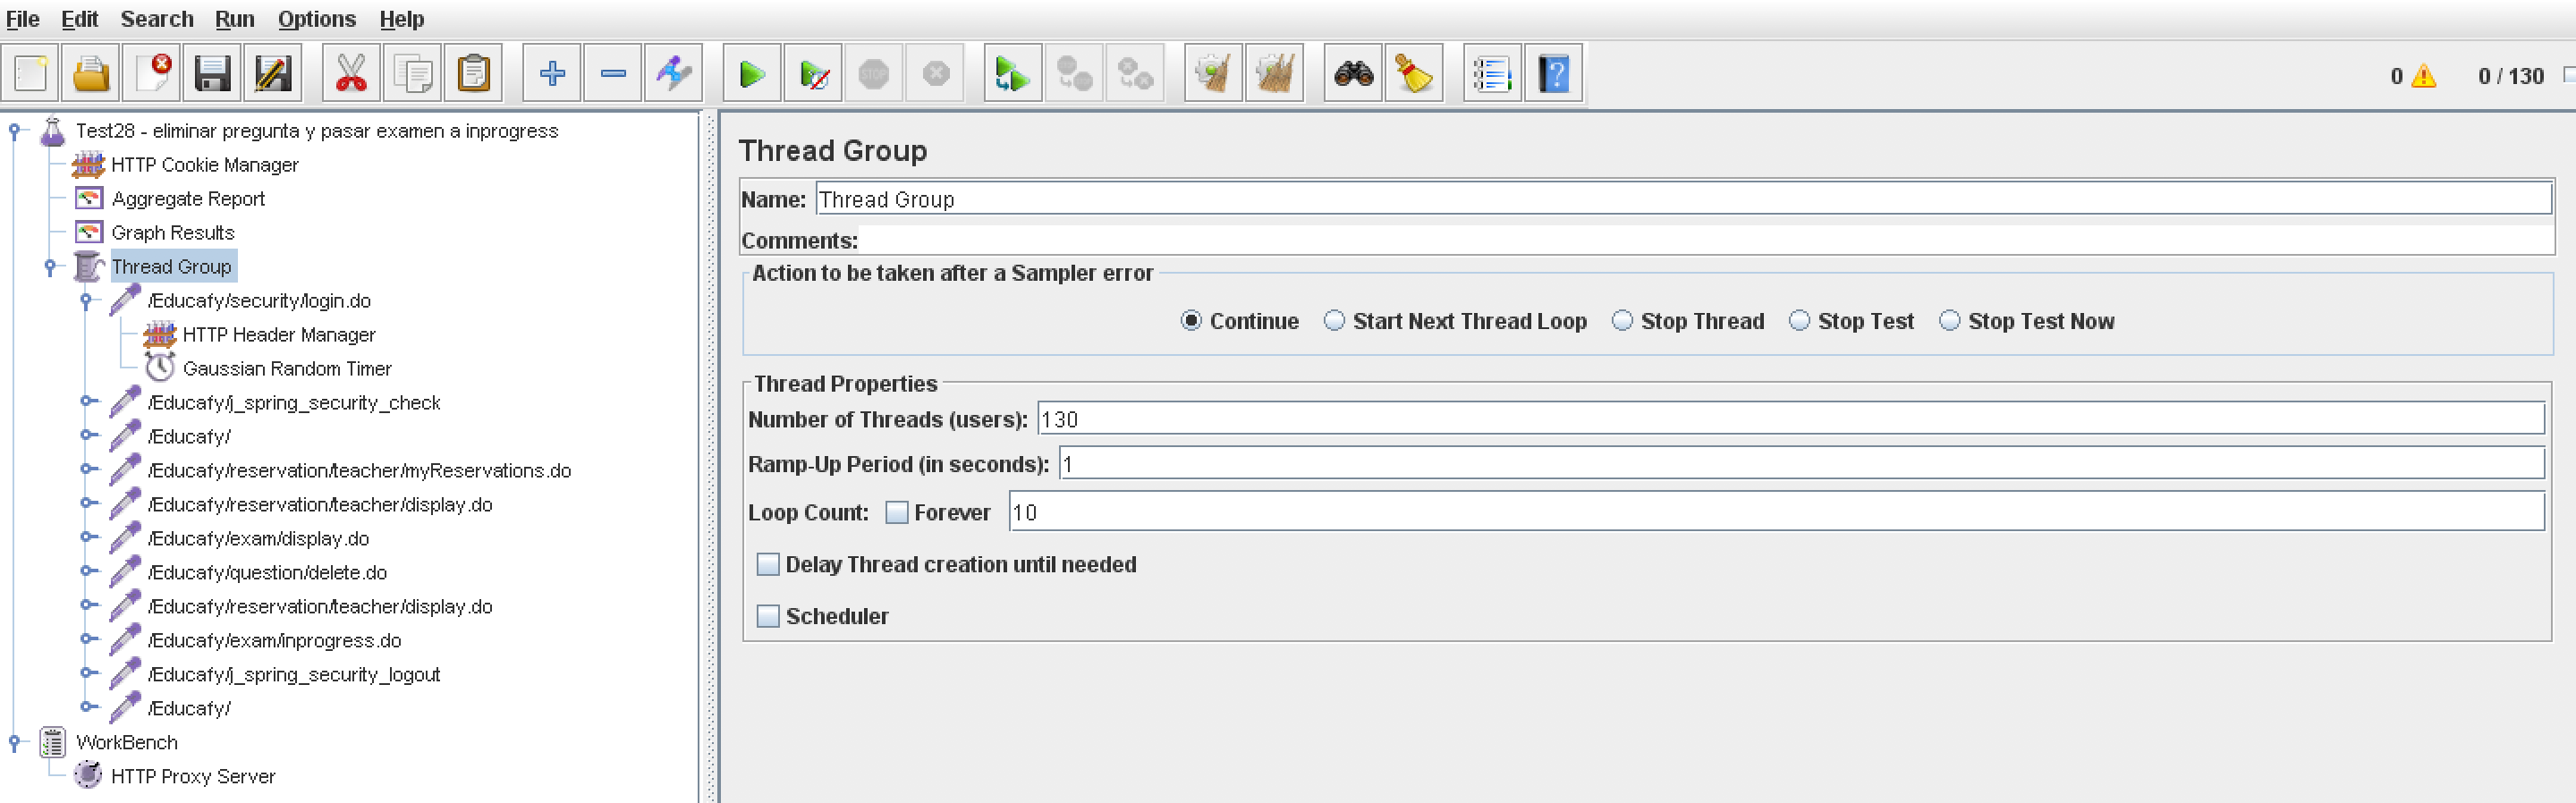 File Edit Search Run Options Help
STOP
0
0 / 130
Test28 - eliminar pregunta y pasar examen a inprogress
HTTP Cookie Manager
Aggregate Report
Graph Results
Thread Group
/Educafy/security/login.do
HTTP Header Manager
Gaussian Random Timer
/Educafy/j_spring_security_check
/Educafy/
/Educafy/reservation/teacher/myReservations.do
/Educafy/reservation/teacher/display.do
/Educafy/exam/display.do
/Educafy/question/delete.do
/Educafy/reservation/teacher/display.do
/Educafy/exam/inprogress.do
/Educafy/j_spring_security_logout
/Educafy/
WorkBench
HTTP Proxy Server
Thread Group
Name: Thread Group
Comments:
Action to be taken after a Sampler error
Continue Start Next Thread Loop Stop Thread Stop Test Stop Test Now
Thread Properties
Number of Threads (users): 130
Ramp-Up Period (in seconds): 1
Loop Count: Forever 10
Delay Thread creation until needed
Scheduler